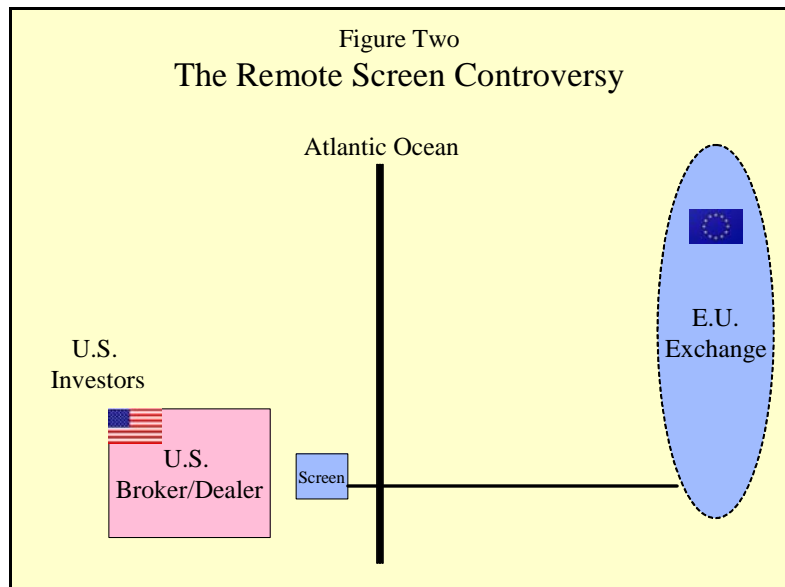 Figure Two
The Remote Screen Controversy
Atlantic Ocean
E.U.
Exchange
U.S.
Investors
U.S.
Broker/Dealer
Screen